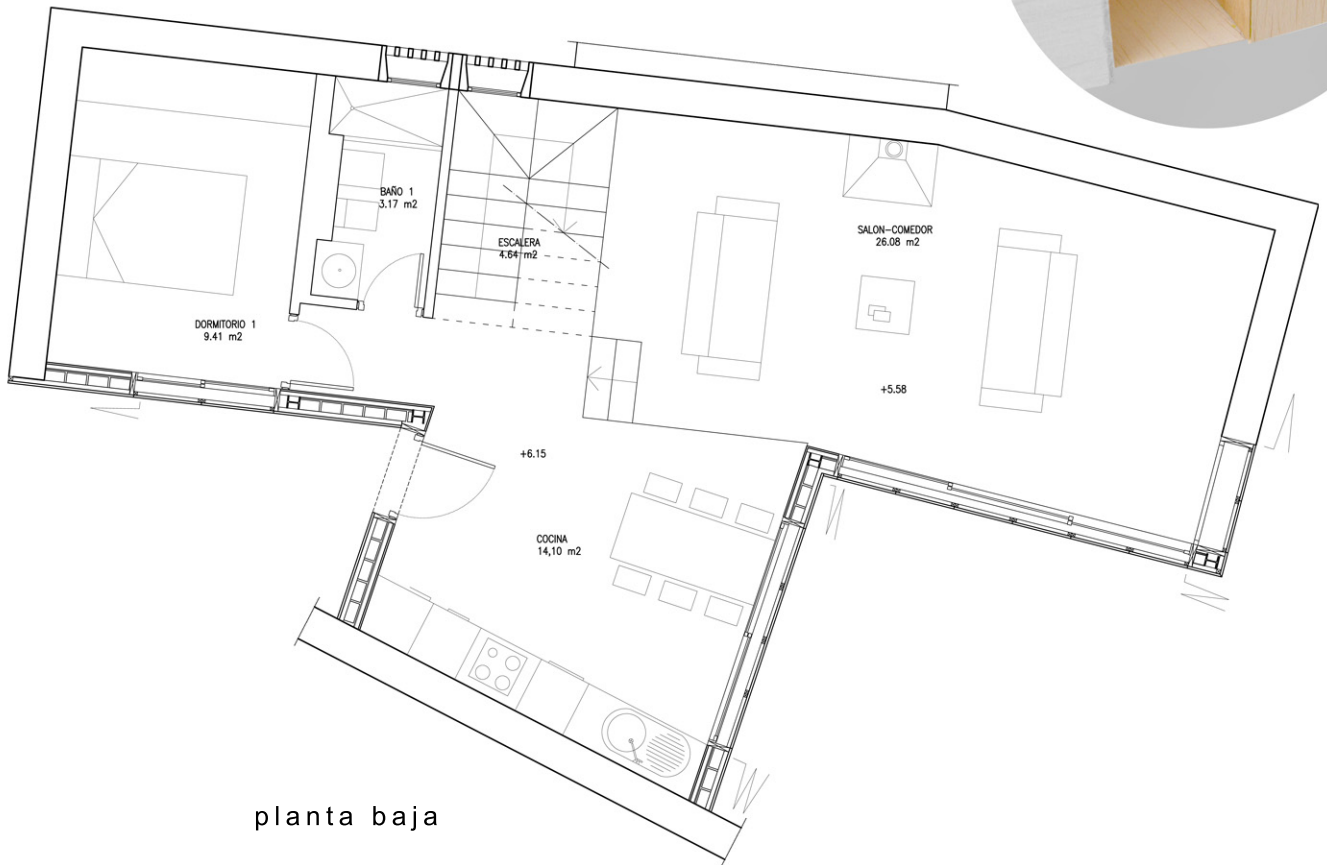 BAÑO 1
3.17 m2
ESCALERA
4.64 m2
SALON-COMEDOR
26.08 m2
DORMITORIO 1
9.41 m2
+5.58
+6.15
COCINA
14,10 m2
planta baja